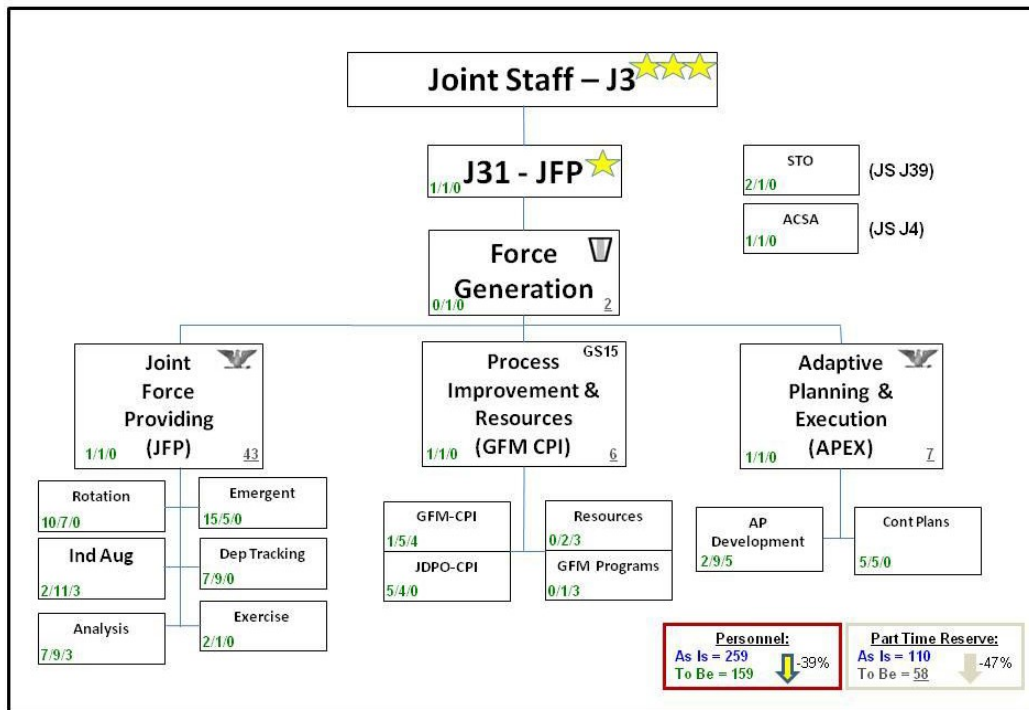 Joint Staff – J3
J31 - JFP
1/1/0
STO
2/1/0
(JS J39)
ACSA
1/1/0
(JS J4)
Force
Generation
0/1/0
2
Joint
Force
Providing
(JFP)
1/1/0
43
GS15
Process
Improvement &
Resources
(GFM CPI)
1/1/0
6
Adaptive
Planning &
Execution
(APEX)
1/1/0
7
Rotation
10/7/0
Emergent
15/5/0
Ind Aug
2/11/3
Dep Tracking
7/9/0
Analysis
7/9/3
Exercise
2/1/0
GFM-CPI
1/5/4
Resources
0/2/3
JDPO-CPI
5/4/0
GFM Programs
0/1/3
AP
Development
2/9/5
Cont Plans
5/5/0
Personnel:
As Is = 259
To Be = 159
-39%
Part Time Reserve:
As Is = 110
To Be = 58
-47%